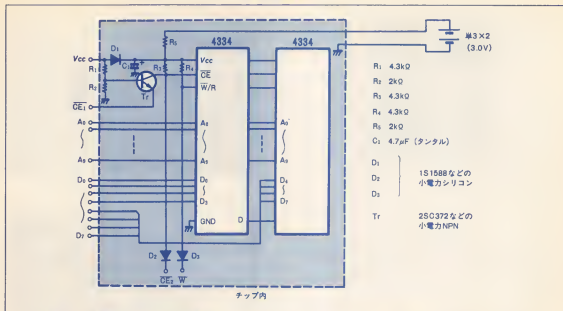 R₅
4334
4334
単3×2
(3.0V)
Vcc
D₁
C₁
+
R₁
R₃
R₄
Vcc
CE
W/R
R₂
Tr
CE₁
A₀
A₀
A₀
D₀
D₀
D₄
D₃
D₇
GND
D
D₇
D₂
D₃
CE₂
W
チップ内
R₁ 4.3kΩ
R₂ 2kΩ
R₃ 4.3kΩ
R₄ 4.3kΩ
R₅ 2kΩ
C₁ 4.7μF (タンタル)
D₁
D₂ 1S1588などの
小電力シリコン
D₃
Tr 2SC372などの
小電力NPN